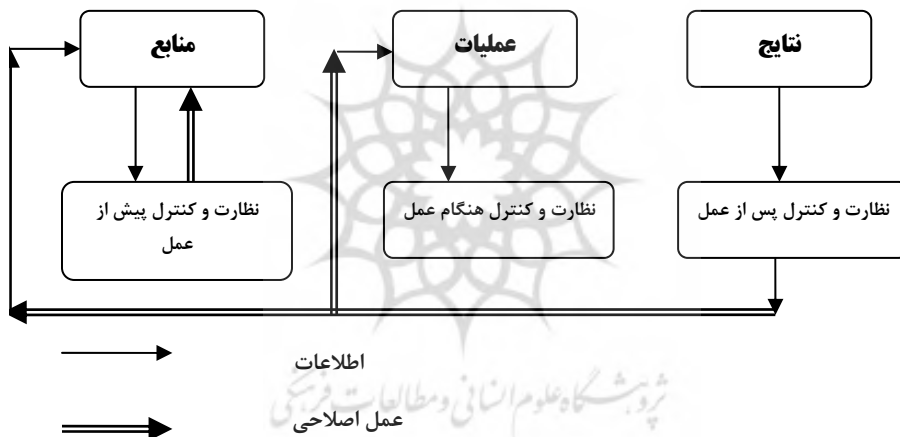 منابع
عملیات
نتایج
نظارت و کنترل پیش از
عمل
نظارت و کنترل هنگام عمل
نظارت و کنترل پس از عمل
اطلاعات
پژوهشگاه علوم انسانی و مطالعات فرهنگی
عمل اصلاحی